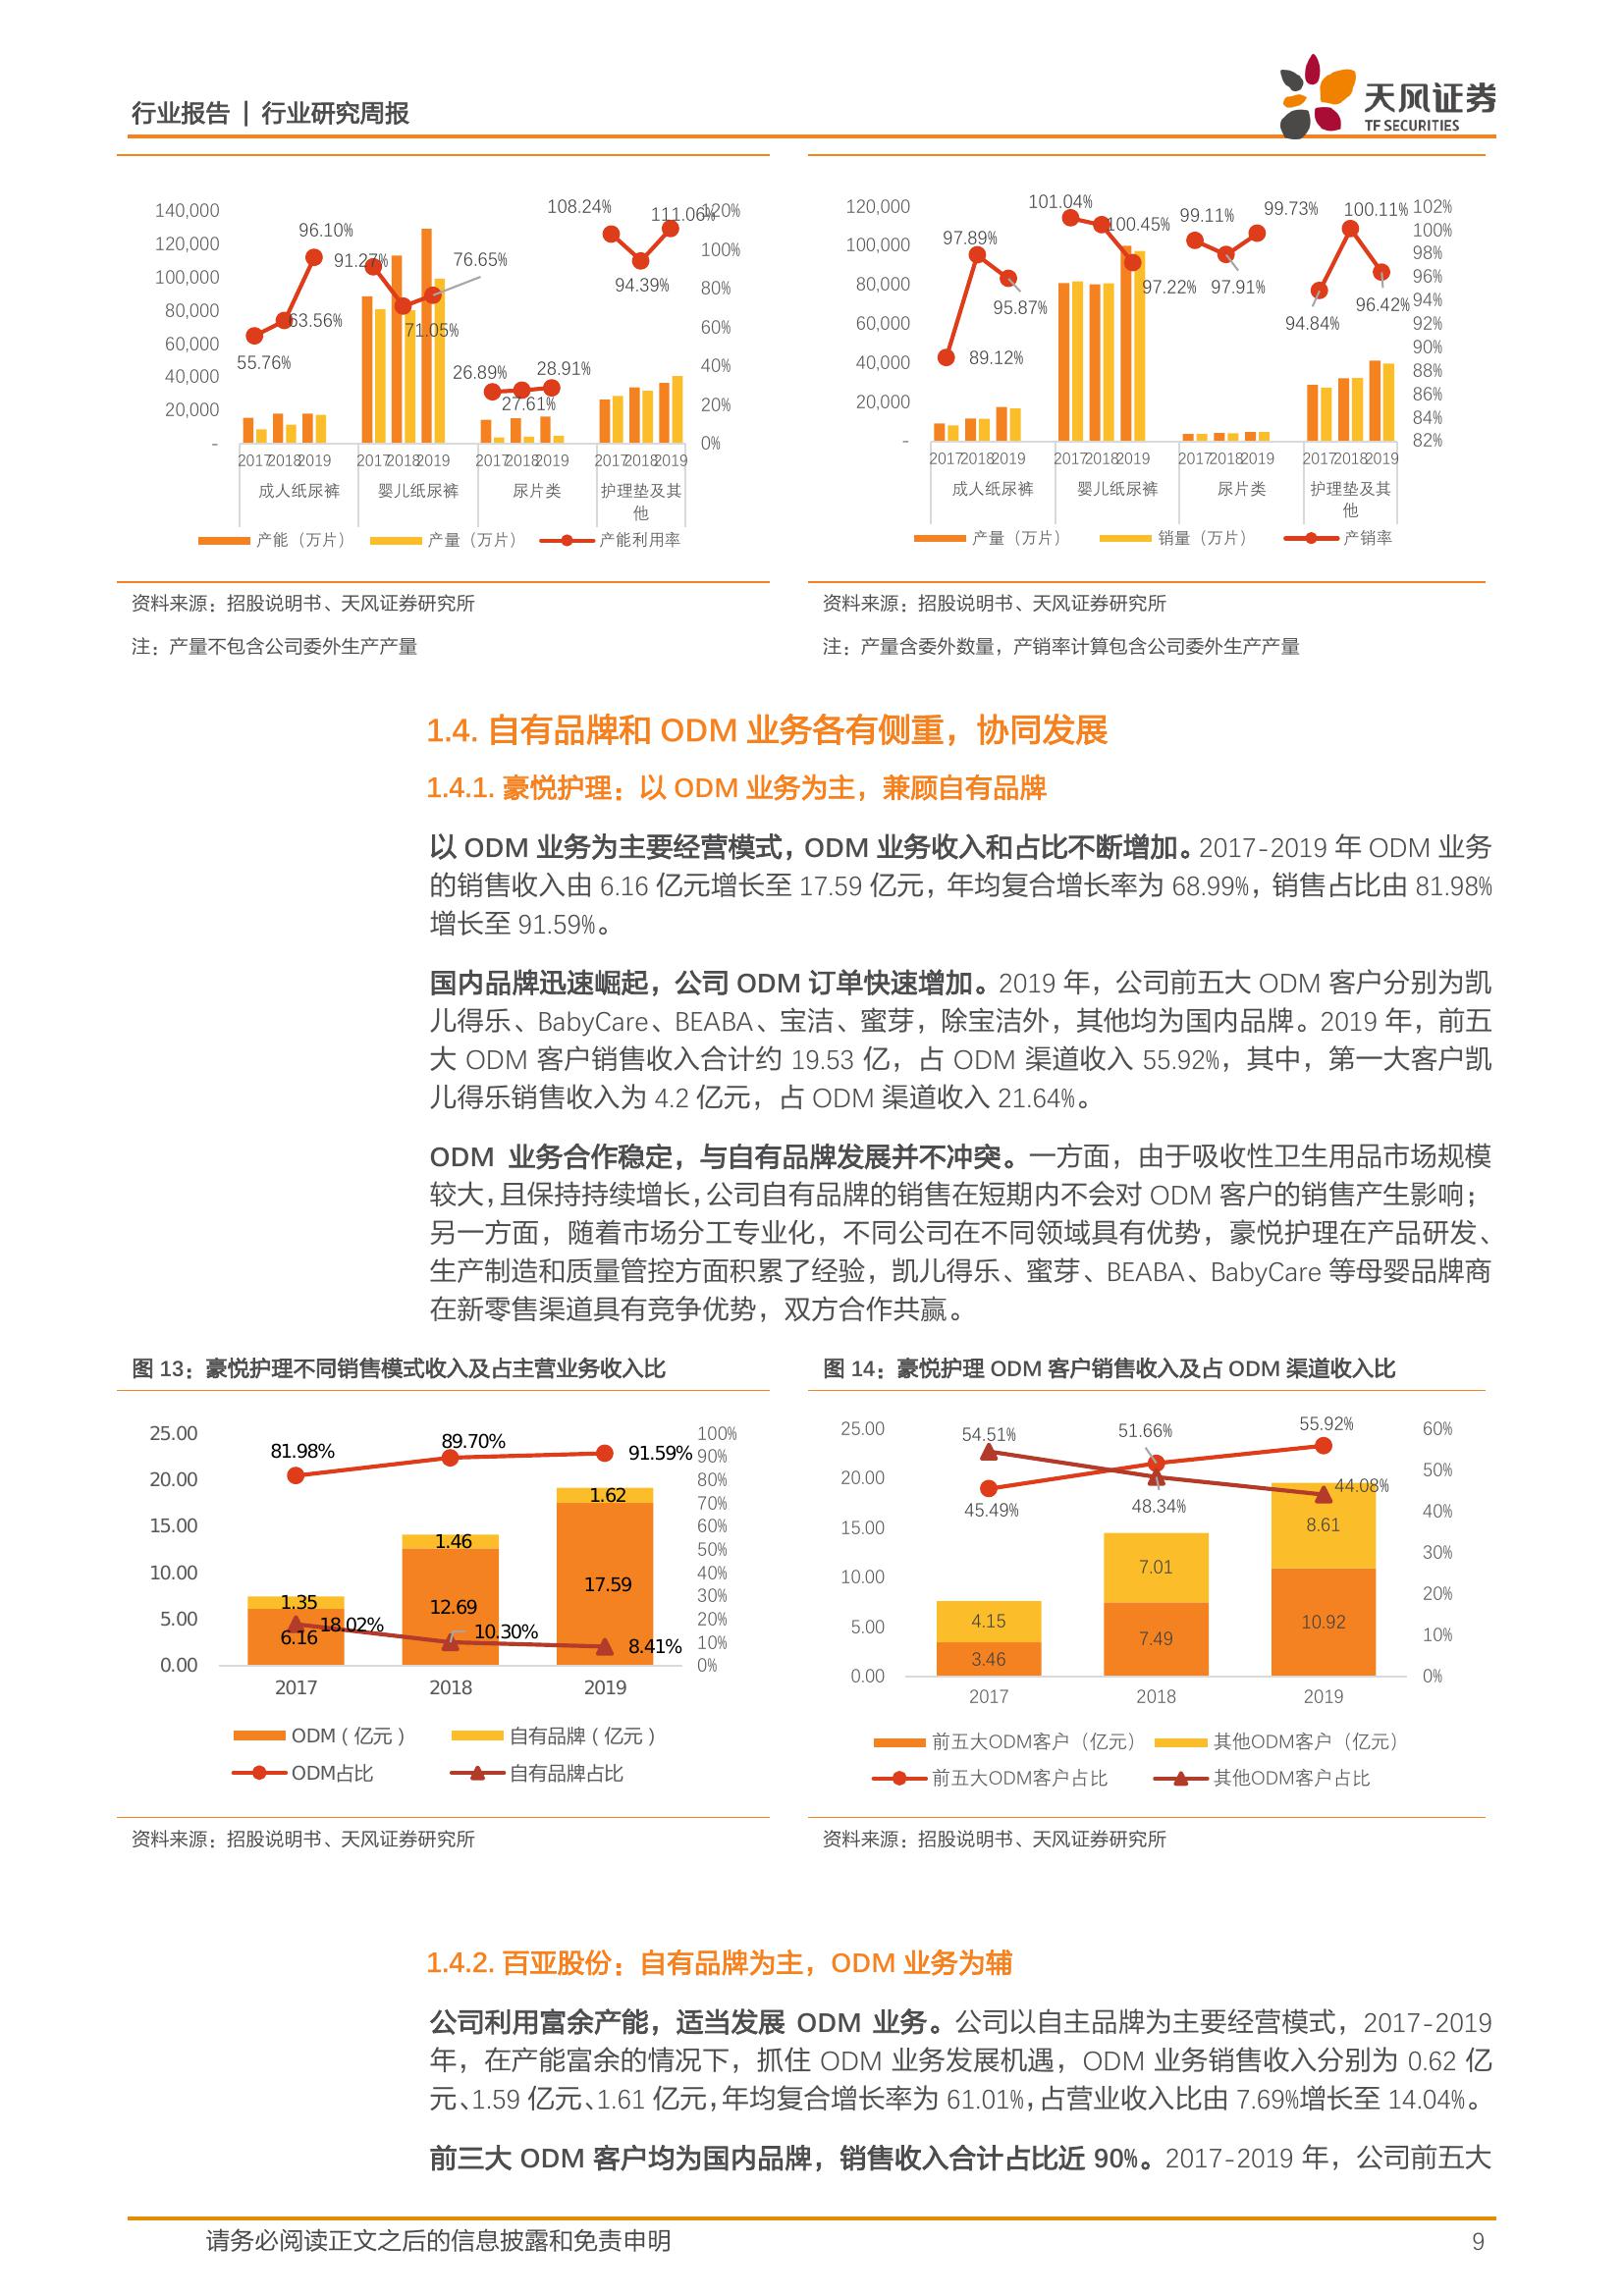 行业报告 | 行业研究周报
天风证券
TF SECURITIES
140,000
120,000
100,000
80,000
60,000
40,000
20,000
-
120%
100%
80%
60%
40%
20%
0%
55.76%
63.56%
96.10%
91.27%
71.05%
76.65%
26.89%
27.61%
28.91%
108.24%
94.39%
111.06%
2017 2018 2019 2017 2018 2019 2017 2018 2019 2017 2018 2019
成人纸尿裤 婴儿纸尿裤 尿片类 护理垫及其他
产能（万片） 产量（万片） 产能利用率
120,000
100,000
80,000
60,000
40,000
20,000
-
102%
100%
98%
96%
94%
92%
90%
88%
86%
84%
82%
89.12%
97.89%
95.87%
101.04%
100.45%
97.22%
99.11%
97.91%
99.73%
94.84%
100.11%
96.42%
2017 2018 2019 2017 2018 2019 2017 2018 2019 2017 2018 2019
成人纸尿裤 婴儿纸尿裤 尿片类 护理垫及其他
产量（万片） 销量（万片） 产销率
资料来源：招股说明书、天风证券研究所
注：产量不包含公司委外生产产量
资料来源：招股说明书、天风证券研究所
注：产量含委外数量，产销率计算包含公司委外生产产量
1.4. 自有品牌和 ODM 业务各有侧重，协同发展
1.4.1. 豪悦护理：以 ODM 业务为主，兼顾自有品牌
以 ODM 业务为主要经营模式，ODM 业务收入和占比不断增加。2017-2019 年 ODM 业务
的销售收入由 6.16 亿元增长至 17.59 亿元，年均复合增长率为 68.99%，销售占比由 81.98%
增长至 91.59%。
国内品牌迅速崛起，公司 ODM 订单快速增加。2019 年，公司前五大 ODM 客户分别为凯
儿得乐、BabyCare、BEABA、宝洁、蜜芽，除宝洁外，其他均为国内品牌。2019 年，前五
大 ODM 客户销售收入合计约 19.53 亿，占 ODM 渠道收入 55.92%，其中，第一大客户凯
儿得乐销售收入为 4.2 亿元，占 ODM 渠道收入 21.64%。
ODM 业务合作稳定，与自有品牌发展并不冲突。一方面，由于吸收性卫生用品市场规模
较大，且保持持续增长，公司自有品牌的销售在短期内不会对 ODM 客户的销售产生影响；
另一方面，随着市场分工专业化，不同公司在不同领域具有优势，豪悦护理在产品研发、
生产制造和质量管控方面积累了经验，凯儿得乐、蜜芽、BEABA、BabyCare 等母婴品牌商
在新零售渠道具有竞争优势，双方合作共赢。
图 13：豪悦护理不同销售模式收入及占主营业务收入比
25.00
20.00
15.00
10.00
5.00
0.00
100%
90%
80%
70%
60%
50%
40%
30%
20%
10%
0%
81.98%
89.70%
91.59%
1.35
1.46
1.62
6.16
12.69
17.59
18.02%
10.30%
8.41%
2017 2018 2019
ODM（亿元） 自有品牌（亿元）
ODM占比 自有品牌占比
图 14：豪悦护理 ODM 客户销售收入及占 ODM 渠道收入比
25.00
20.00
15.00
10.00
5.00
0.00
60%
50%
40%
30%
20%
10%
0%
54.51%
51.66%
55.92%
45.49%
48.34%
44.08%
4.15
7.01
8.61
3.46
7.49
10.92
2017 2018 2019
前五大ODM客户（亿元） 其他ODM客户（亿元）
前五大ODM客户占比 其他ODM客户占比
资料来源：招股说明书、天风证券研究所
资料来源：招股说明书、天风证券研究所
1.4.2. 百亚股份：自有品牌为主，ODM 业务为辅
公司利用富余产能，适当发展 ODM 业务。公司以自主品牌为主要经营模式，2017-2019
年，在产能富余的情况下，抓住 ODM 业务发展机遇，ODM 业务销售收入分别为 0.62 亿
元、1.59 亿元、1.61 亿元，年均复合增长率为 61.01%，占营业收入比由 7.69%增长至 14.04%。
前三大 ODM 客户均为国内品牌，销售收入合计占比近 90%。2017-2019 年，公司前五大
请务必阅读正文之后的信息披露和免责申明
9